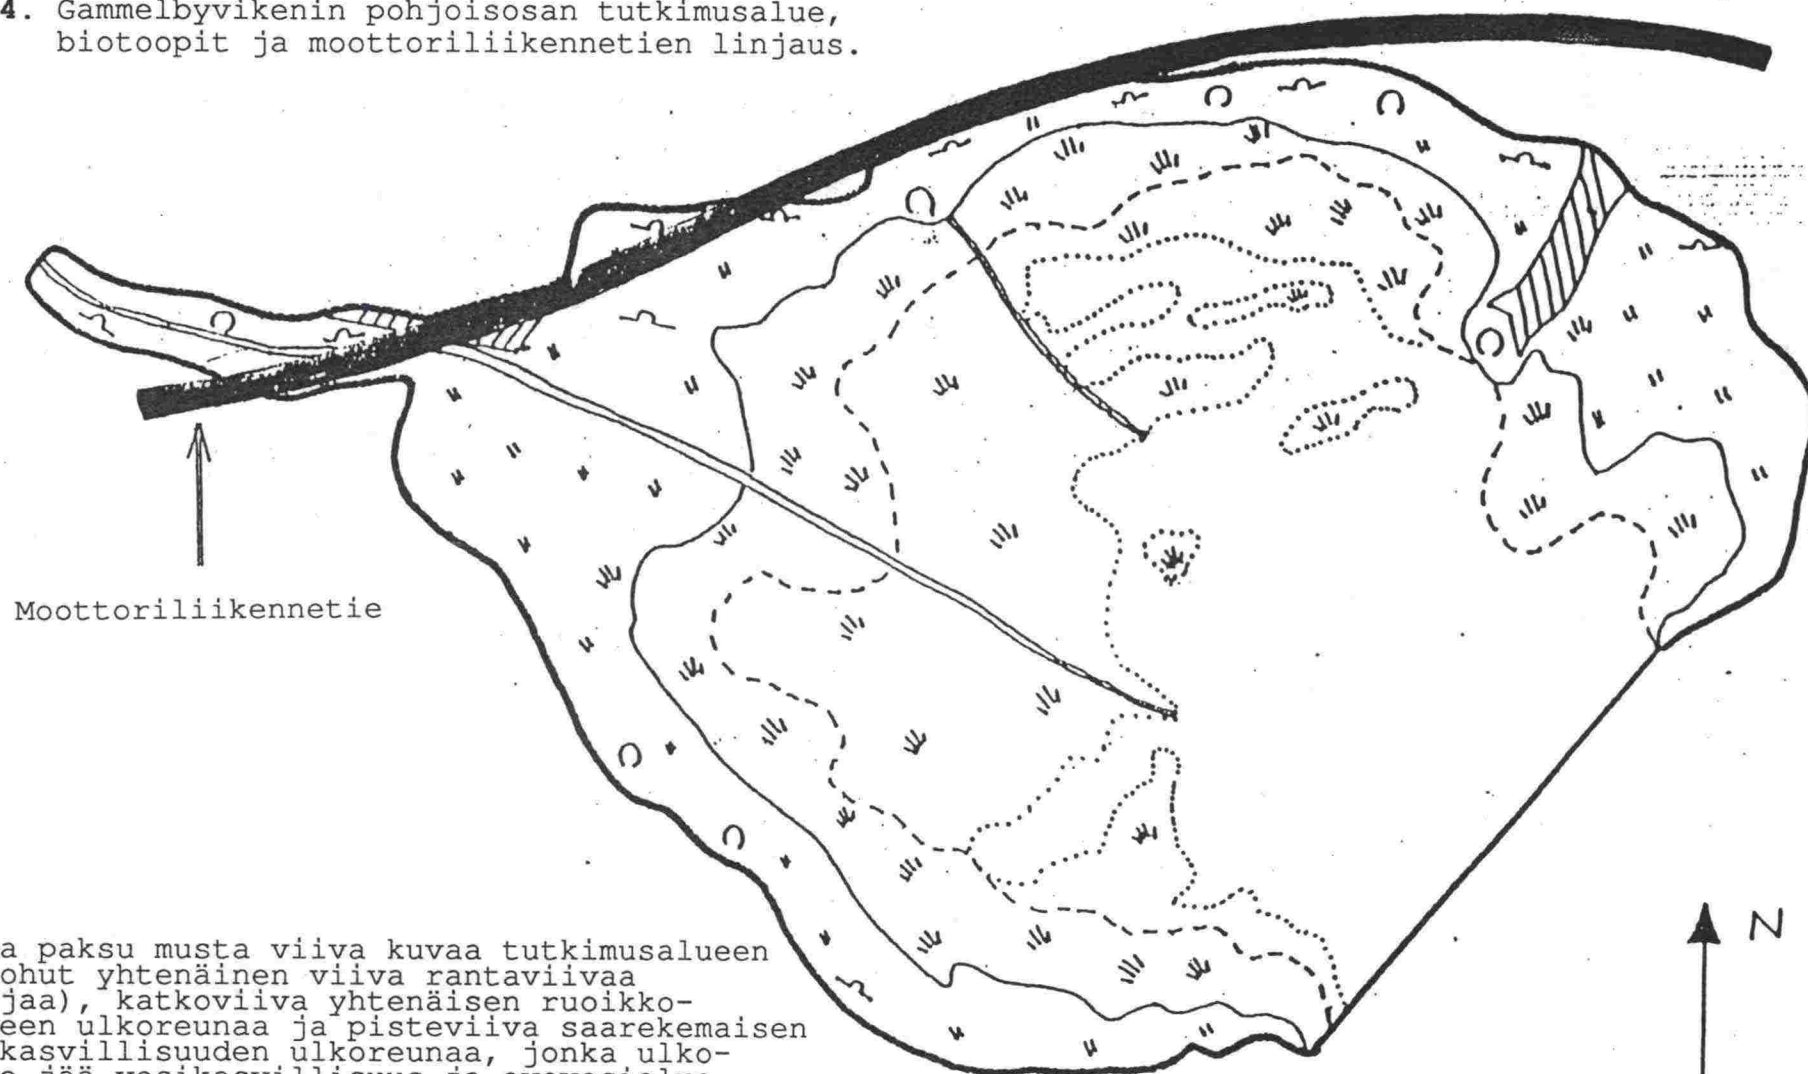 4. Gammelbyvikenin pohjoisosan tutkimusalue,
biotoopit ja moottoriliikennetien linjaus.
Moottoriliikennetie
a paksu musta viiva kuvaa tutkimusalueen
ohut yhtenäinen viiva rantaviivaa
jaa), katkoviiva yhtenäisen ruoikko-
een ulkoreunaa ja pisteviiva saarekemaisen
kasvillisuuden ulkoreunaa, jonka ulko-
N